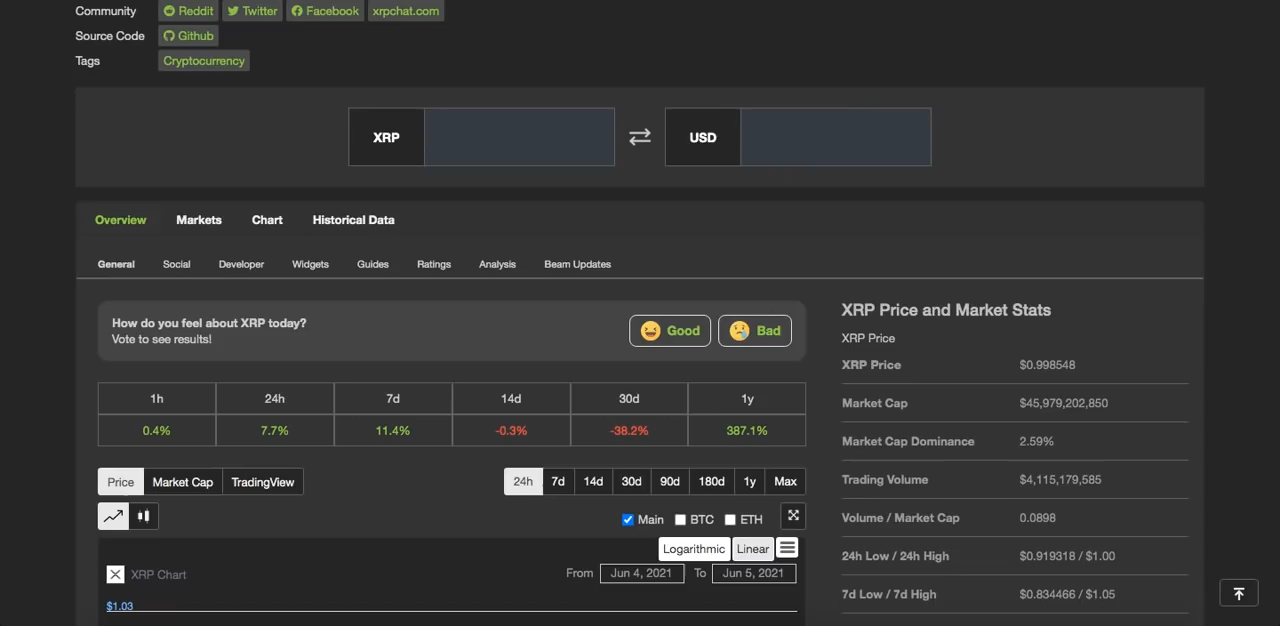 Community Reddit Twitter Facebook xrpchat.com
Source Code Github
Tags Cryptocurrency
XRP USD
Overview Markets Chart Historical Data
General Social Developer Widgets Guides Ratings Analysis Beam Updates
How do you feel about XRP today?
Vote to see results!
Good Bad
1h 24h 7d 14d 30d 1y
0.4% 7.7% 11.4% -0.3% -38.2% 387.1%
Price Market Cap TradingView 24h 7d 14d 30d 90d 180d 1y Max
Main BTC ETH
Logarithmic Linear
XRP Chart From Jun 4, 2021 To Jun 5, 2021
$1.03
XRP Price and Market Stats
XRP Price
XRP Price $0.998548
Market Cap $45,979,202,850
Market Cap Dominance 2.59%
Trading Volume $4,115,179,585
Volume / Market Cap 0.0898
24h Low / 24h High $0.919318 / $1.00
7d Low / 7d High $0.834466 / $1.05